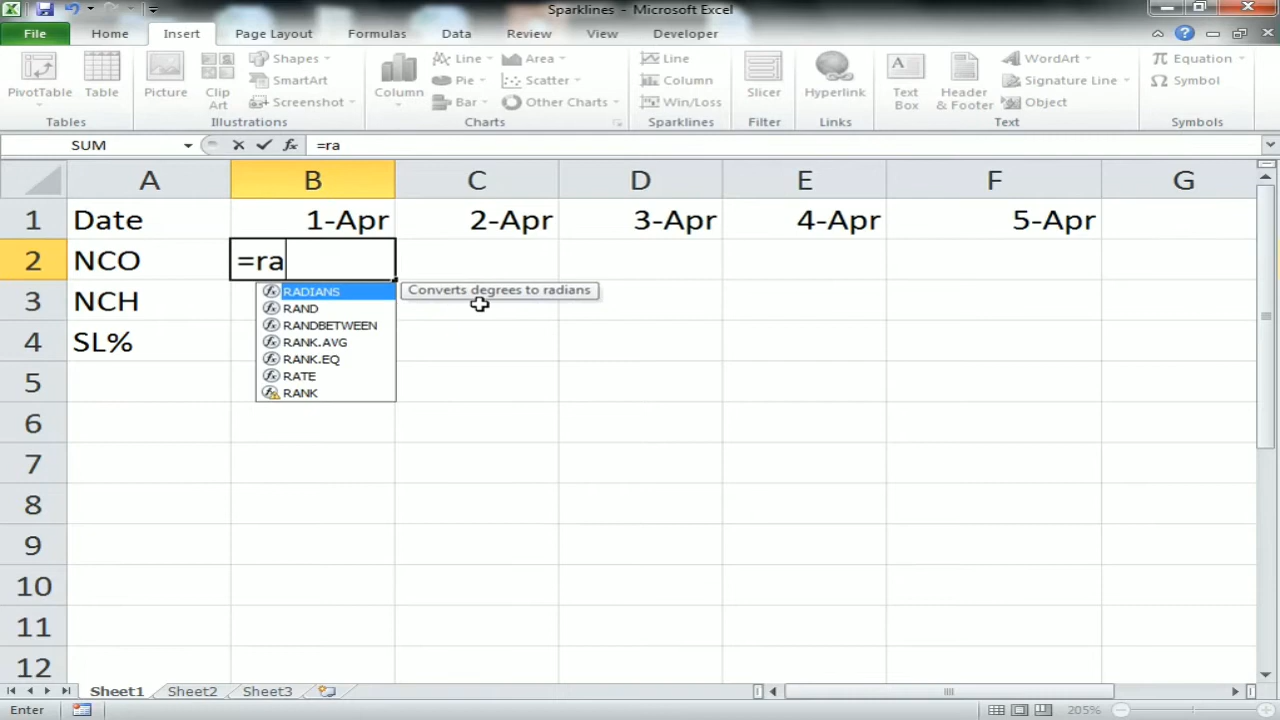 Sparklines - Microsoft Excel
File Home Insert Page Layout Formulas Data Review View Developer
PivotTable Table Picture Clip Art Shapes SmartArt Screenshot Column Line Pie Bar Area Scatter Other Charts Line Column Win/Loss Slicer Hyperlink Text Box Header & Footer WordArt Signature Line Object Equation Symbol
Tables Illustrations Charts Sparklines Filter Links Text Symbols
SUM fx =ra
A B C D E F G
1 Date 1-Apr 2-Apr 3-Apr 4-Apr 5-Apr
2 NCO =ra
3 NCH
4 SL%
5
6
7
8
9
10
11
12
RADIANS Converts degrees to radians
RAND
RANDBETWEEN
RANK.AVG
RANK.EQ
RATE
RANK
Sheet1 Sheet2 Sheet3
Enter 205%